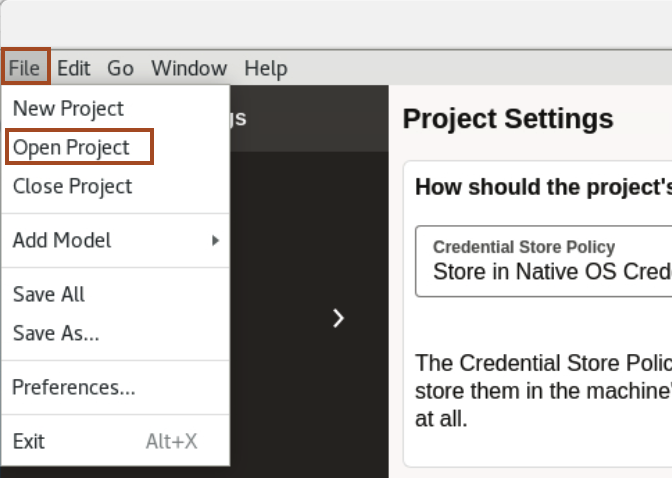 File Edit Go Window Help
New Project
Open Project
Close Project
Add Model
Save All
Save As...
Preferences...
Exit Alt+X
gs
Project Settings
How should the project's
Credential Store Policy
Store in Native OS Cred
The Credential Store Polic
store them in the machine'
at all.